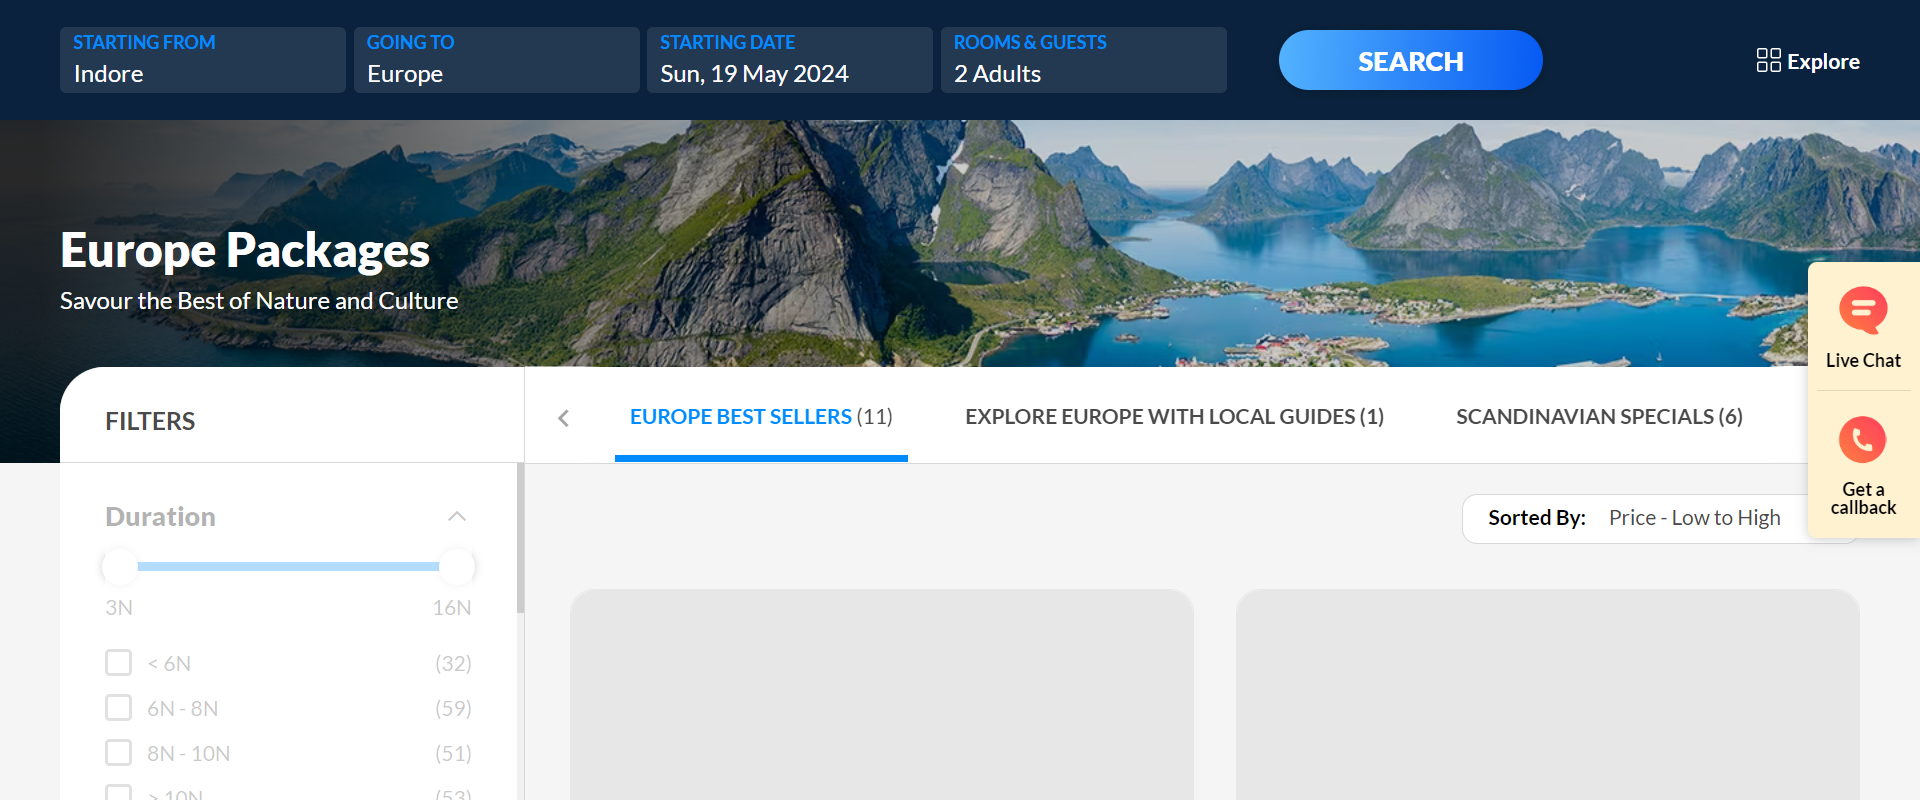 STARTING FROM
Indore
GOING TO
Europe
STARTING DATE
Sun, 19 May 2024
ROOMS & GUESTS
2 Adults
SEARCH
Explore
Europe Packages
Savour the Best of Nature and Culture
Live Chat
Get a
callback
FILTERS
EUROPE BEST SELLERS (11)
EXPLORE EUROPE WITH LOCAL GUIDES (1)
SCANDINAVIAN SPECIALS (6)
Sorted By: Price - Low to High
Duration
3N 16N
< 6N (32)
6N - 8N (59)
8N - 10N (51)
> 10N (53)